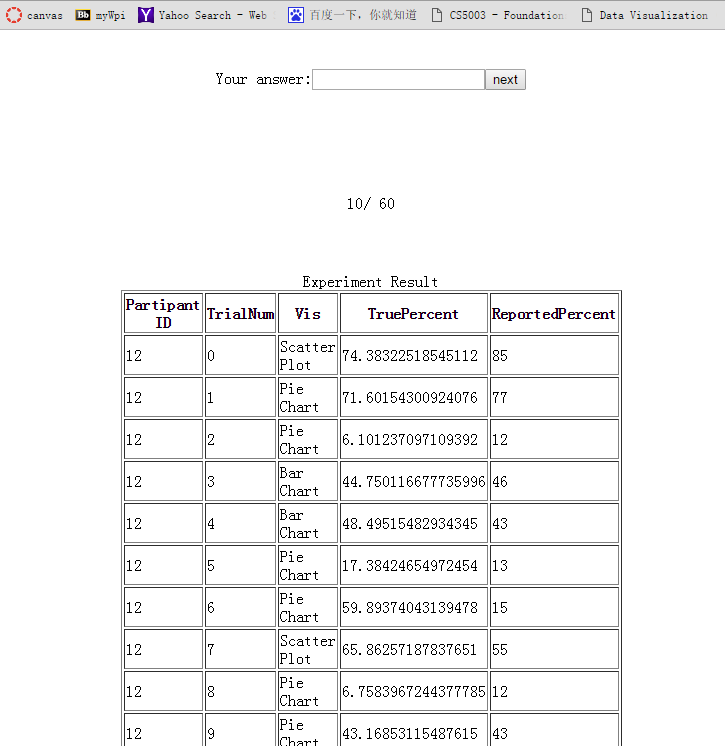 canvas Bb myWpi Y Yahoo Search - Web 百度一下，你就知道 CS5003 - Foundation Data Visualization
Your answer: next
10/ 60
Experiment Result
Partipant ID TrialNum Vis TruePercent ReportedPercent
12 0 Scatter Plot 74.38322518545112 85
12 1 Pie Chart 71.60154300924076 77
12 2 Pie Chart 6.101237097109392 12
12 3 Bar Chart 44.750116677735996 46
12 4 Bar Chart 48.49515482934345 43
12 5 Pie Chart 17.38424654972454 13
12 6 Pie Chart 59.89374043139478 15
12 7 Scatter Plot 65.86257187837651 55
12 8 Pie Chart 6.7583967244377785 12
12 9 Pie Chart 43.16853115487615 43